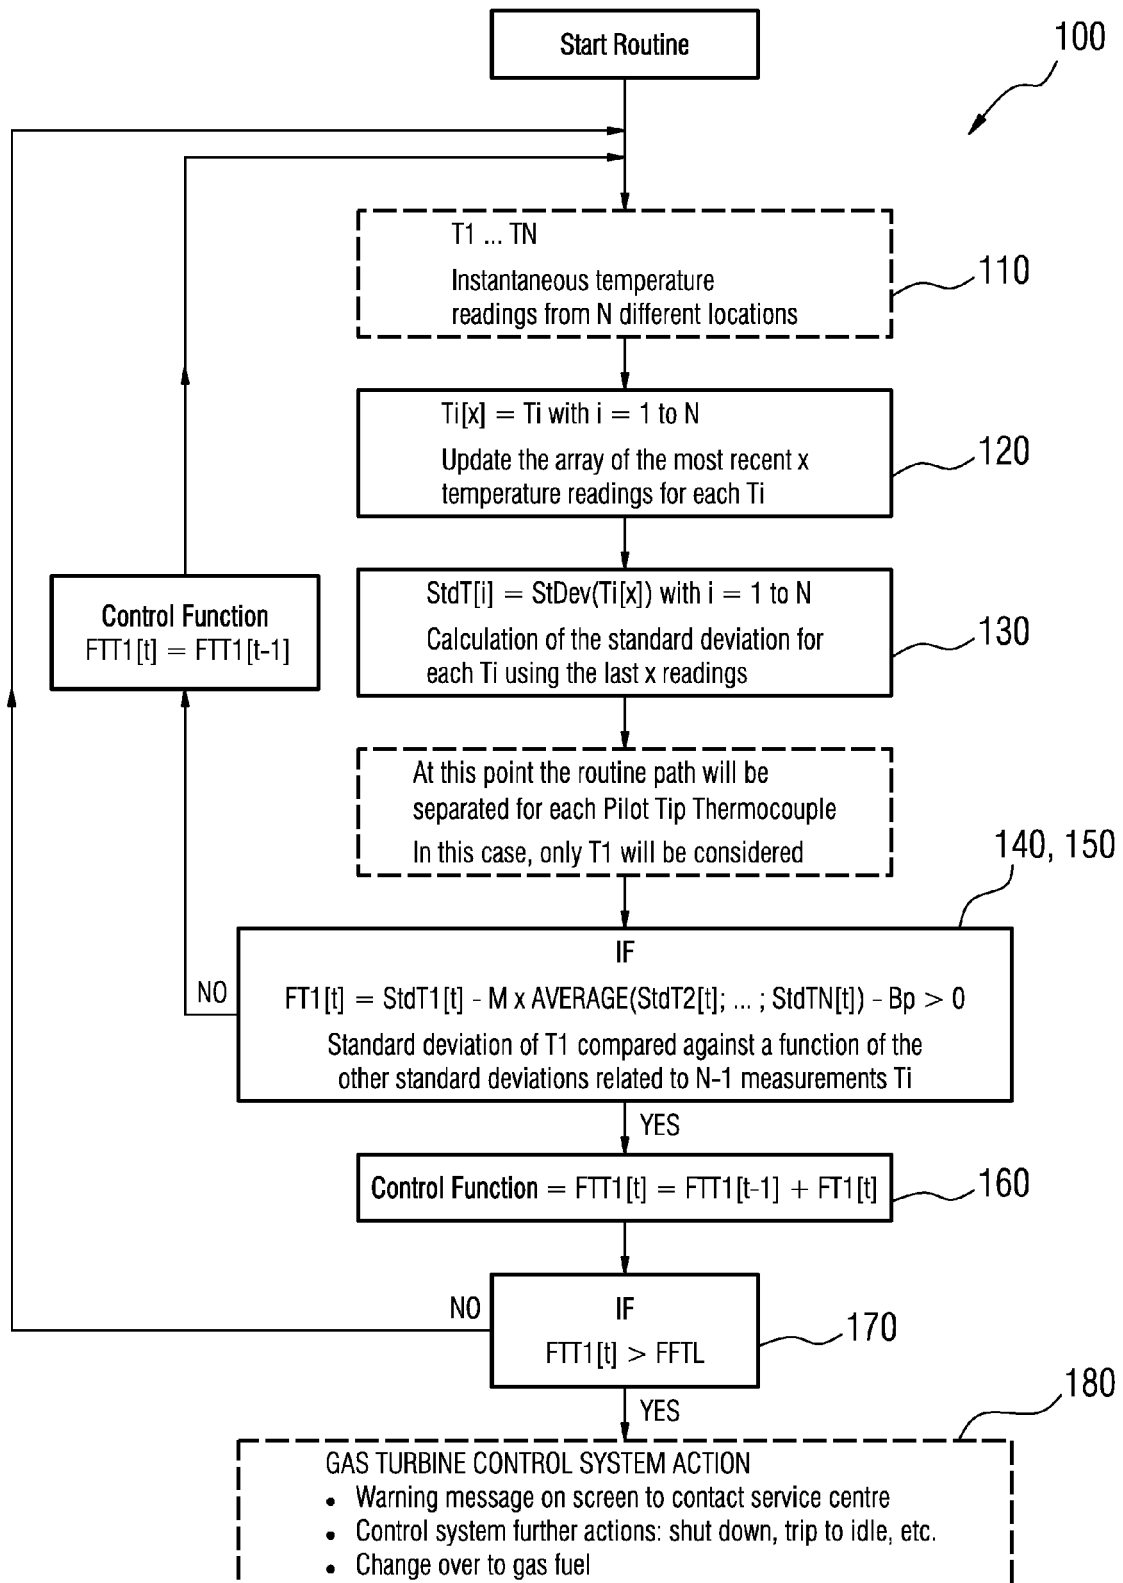 Start Routine
100
T1 ... TN
Instantaneous temperature
readings from N different locations
110
Ti[x] = Ti with i = 1 to N
Update the array of the most recent x
temperature readings for each Ti
120
StdT[i] = StDev(Ti[x]) with i = 1 to N
Calculation of the standard deviation for
each Ti using the last x readings
130
Control Function
FTT1[t] = FTT1[t-1]
At this point the routine path will be
separated for each Pilot Tip Thermocouple
In this case, only T1 will be considered
140, 150
IF
NO
FT1[t] = StdT1[t] - M x AVERAGE(StdT2[t]; ... ; StdTN[t]) - Bp > 0
Standard deviation of T1 compared against a function of the
other standard deviations related to N-1 measurements Ti
YES
Control Function = FTT1[t] = FTT1[t-1] + FT1[t]
160
NO
IF
FTT1[t] > FFTL
170
YES
180
GAS TURBINE CONTROL SYSTEM ACTION
• Warning message on screen to contact service centre
• Control system further actions: shut down, trip to idle, etc.
• Change over to gas fuel